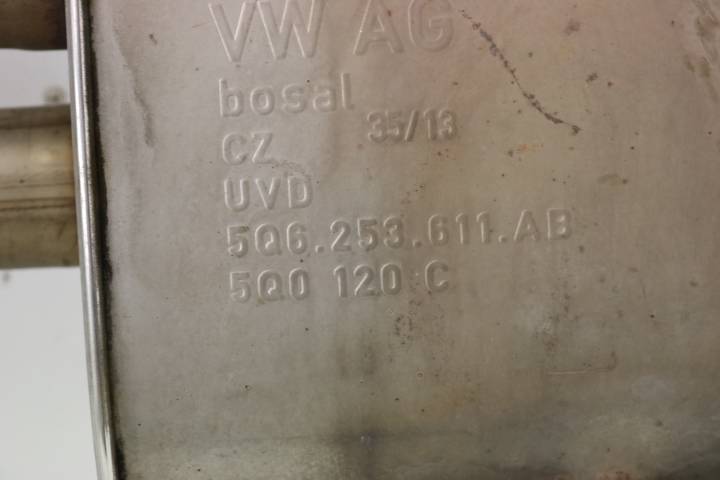 VW AG
bosal
CZ 35/13
UVD
5Q6.253.611.AB
5Q0 120 C